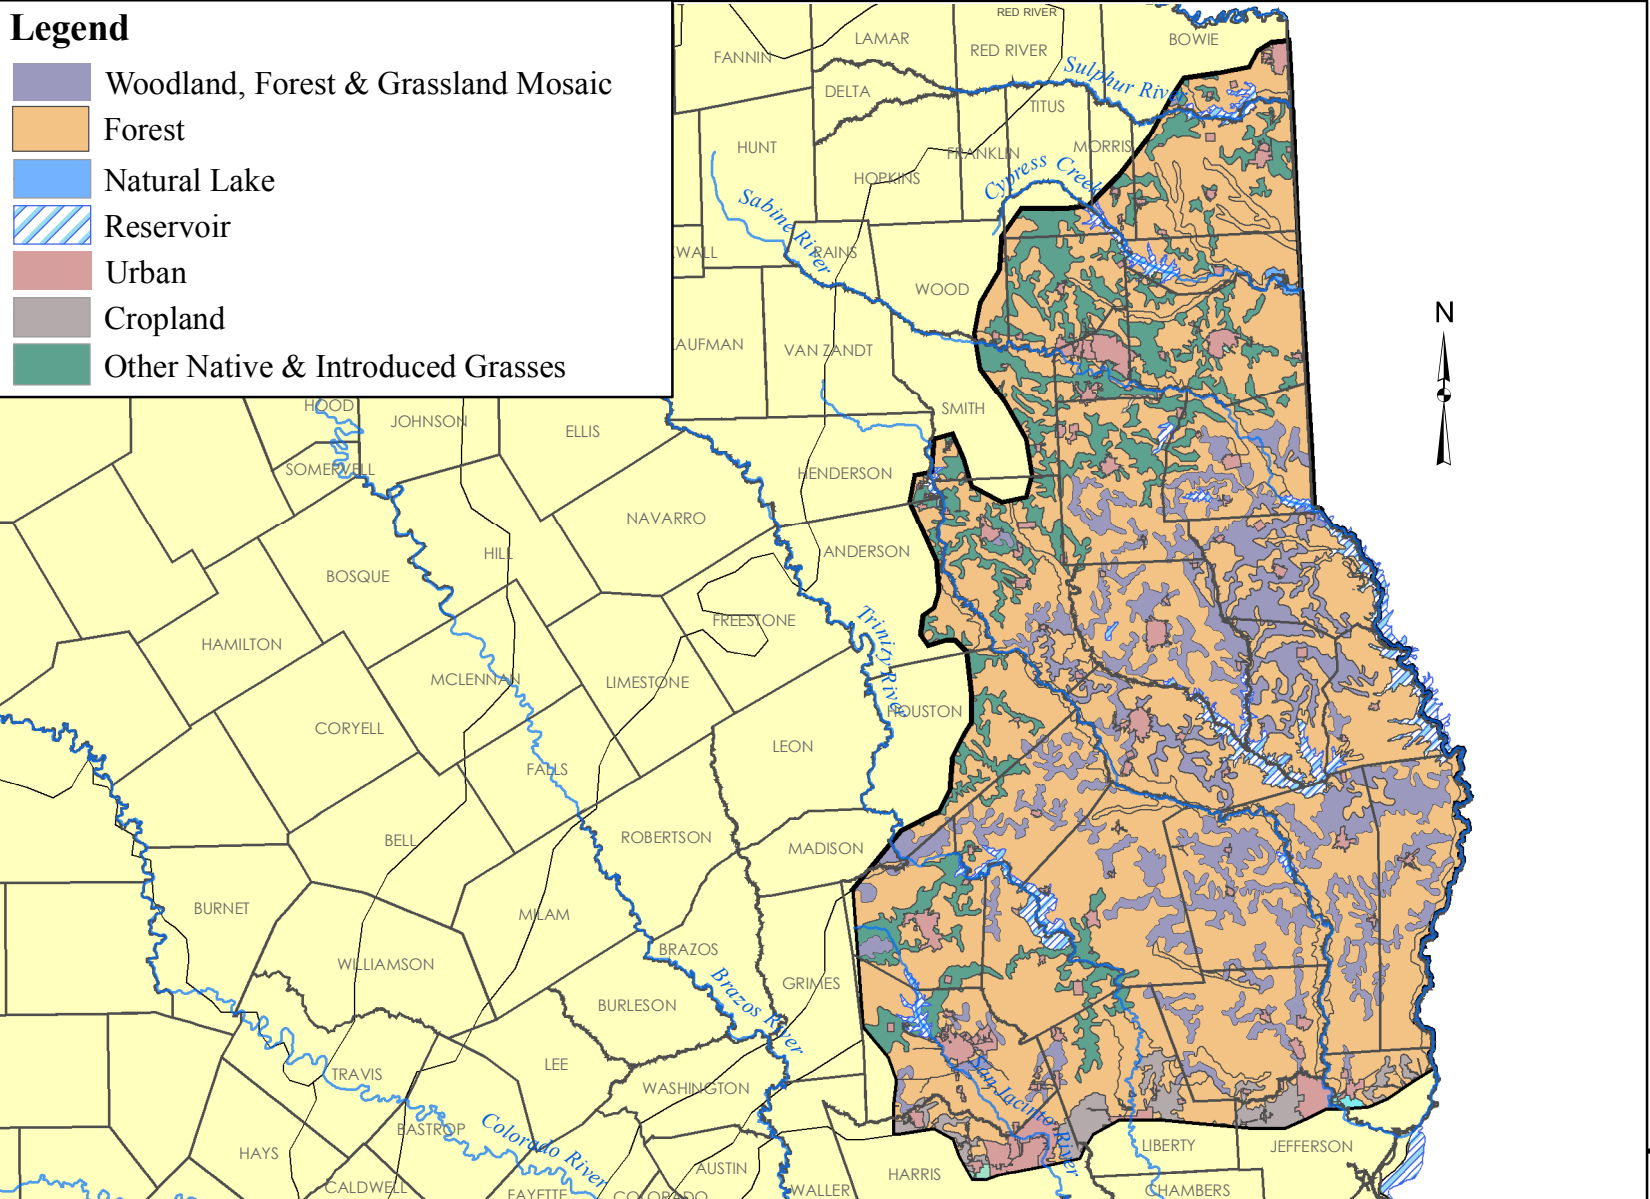 Legend
Woodland, Forest & Grassland Mosaic
Forest
Natural Lake
Reservoir
Urban
Cropland
Other Native & Introduced Grasses
RED RIVER
FANNIN
LAMAR
RED RIVER
BOWIE
Sulphur River
DELTA
TITUS
HUNT
FRANKLIN
MORRIS
HOPKINS
Cypress Creek
Sabine River
WALL
RAINS
WOOD
N
AUFMAN
VAN ZANDT
SMITH
HOOD
JOHNSON
ELLIS
SOMERVELL
HENDERSON
NAVARRO
HILL
ANDERSON
BOSQUE
FREESTONE
Trinity River
HAMILTON
MCLENNAN
LIMESTONE
HOUSTON
CORYELL
LEON
FALLS
BELL
ROBERTSON
MADISON
BURNET
MILAM
BRAZOS
WILLIAMSON
GRIMES
BURLESON
Brazos River
LEE
TRAVIS
WASHINGTON
San Jacinto River
Colorado River
BASTROP
HAYS
LIBERTY
JEFFERSON
AUSTIN
HARRIS
CALDWELL
FAYETTE
COLORADO
WALLER
CHAMBERS